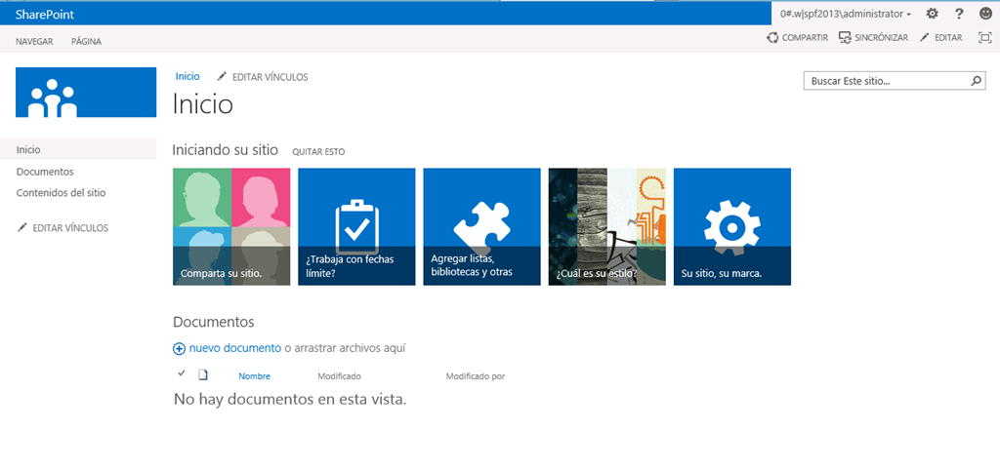 SharePoint
0#.w|spf2013\administrator
NAVEGAR PÁGINA
COMPARTIR SINCRÓNIZAR EDITAR
Inicio EDITAR VÍNCULOS
Buscar Este sitio...
Inicio
Inicio
Documentos
Contenidos del sitio
EDITAR VÍNCULOS
Iniciando su sitio QUITAR ESTO
Comparta su sitio.
¿Trabaja con fechas
límite?
Agregar listas,
bibliotecas y otras
¿Cuál es su estilo?
Su sitio, su marca.
Documentos
nuevo documento o arrastrar archivos aquí
Nombre Modificado Modificado por
No hay documentos en esta vista.